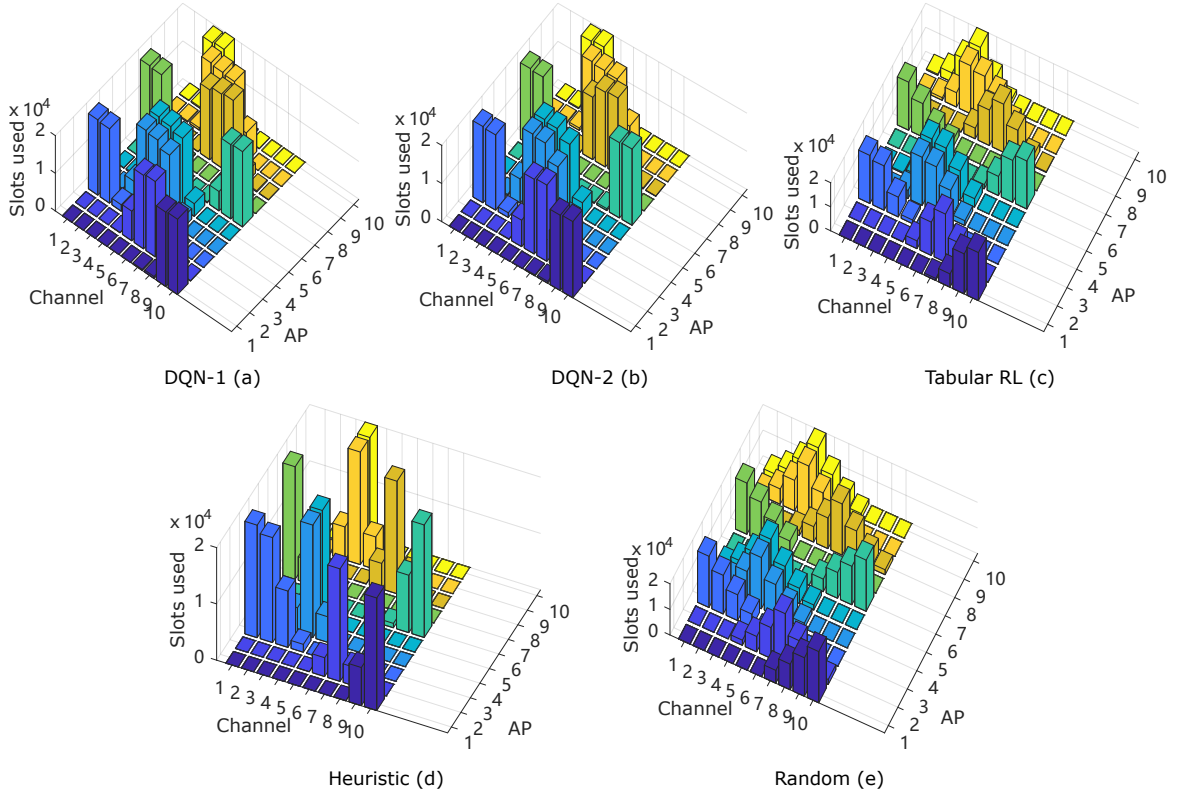 x 10^4
2
1
0
Slots used
1 2 3 4 5 6 7 8 9 10
Channel
1 2 3 4 5 6 7 8 9 10
AP
DQN-1 (a)
x 10^4
2
1
0
Slots used
1 2 3 4 5 6 7 8 9 10
Channel
1 2 3 4 5 6 7 8 9 10
AP
DQN-2 (b)
x 10^4
2
1
0
Slots used
1 2 3 4 5 6 7 8 9 10
Channel
1 2 3 4 5 6 7 8 9 10
AP
Tabular RL (c)
x 10^4
2
1
0
Slots used
1 2 3 4 5 6 7 8 9 10
Channel
1 2 3 4 5 6 7 8 9 10
AP
Heuristic (d)
x 10^4
2
1
0
Slots used
1 2 3 4 5 6 7 8 9 10
Channel
1 2 3 4 5 6 7 8 9 10
AP
Random (e)